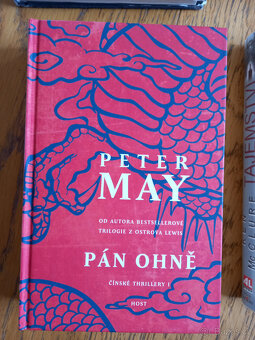 PETER
MAY
OD AUTORA BESTSELLEROVÉ
TRILOGIE Z OSTROVA LEWIS
PÁN OHNĚ
ČÍNSKÉ THRILLERY I
HOST
TAJEMSTV